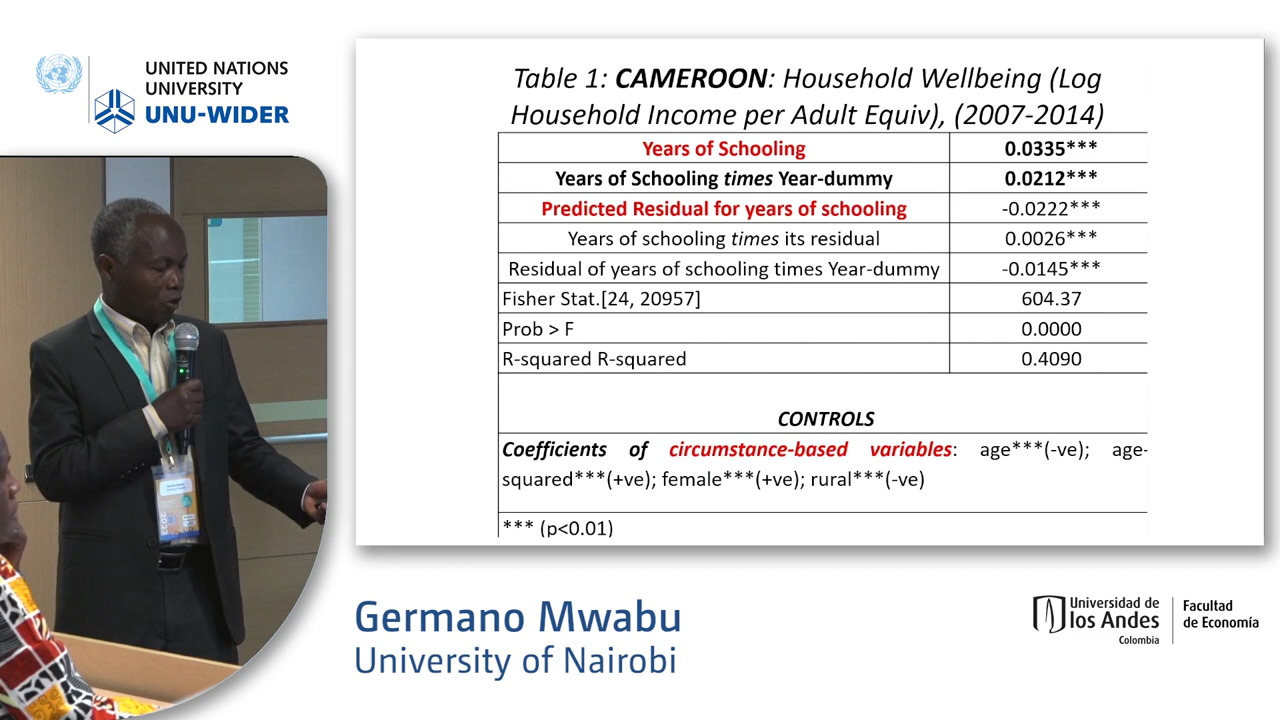 UNITED NATIONS
UNIVERSITY
UNU-WIDER
Table 1: CAMEROON: Household Wellbeing (Log
Household Income per Adult Equiv), (2007-2014)
Years of Schooling 0.0335***
Years of Schooling times Year-dummy 0.0212***
Predicted Residual for years of schooling -0.0222***
Years of schooling times its residual 0.0026***
Residual of years of schooling times Year-dummy -0.0145***
Fisher Stat.[24, 20957] 604.37
Prob > F 0.0000
R-squared R-squared 0.4090
CONTROLS
Coefficients of circumstance-based variables: age***(-ve); age-
squared***(+ve); female***(+ve); rural***(-ve)
*** (p<0.01)
Germano Mwabu
University of Nairobi
Universidad de
los Andes
Colombia
Facultad
de Economía